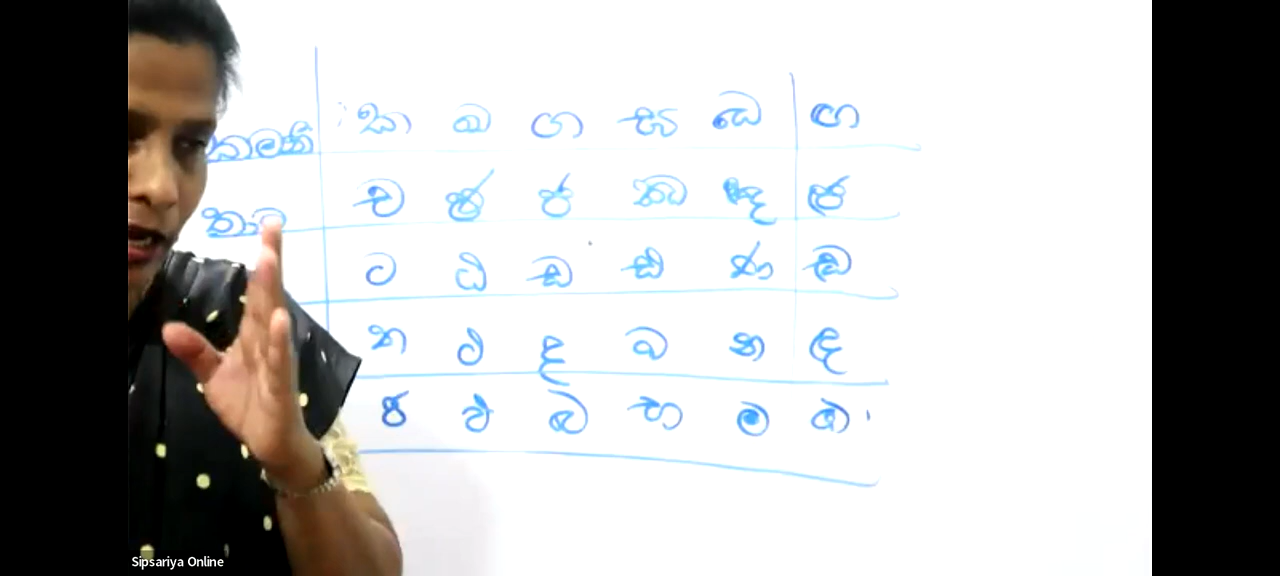 ක ඛ ග ඝ ඞ ඟ
ච ඡ ජ ඣ ඤ ඦ
ට ඨ ඩ ඪ ණ ඬ
ත ථ ද ධ න ඳ
ප ඵ බ භ ම ඹ
Sipsariya Online